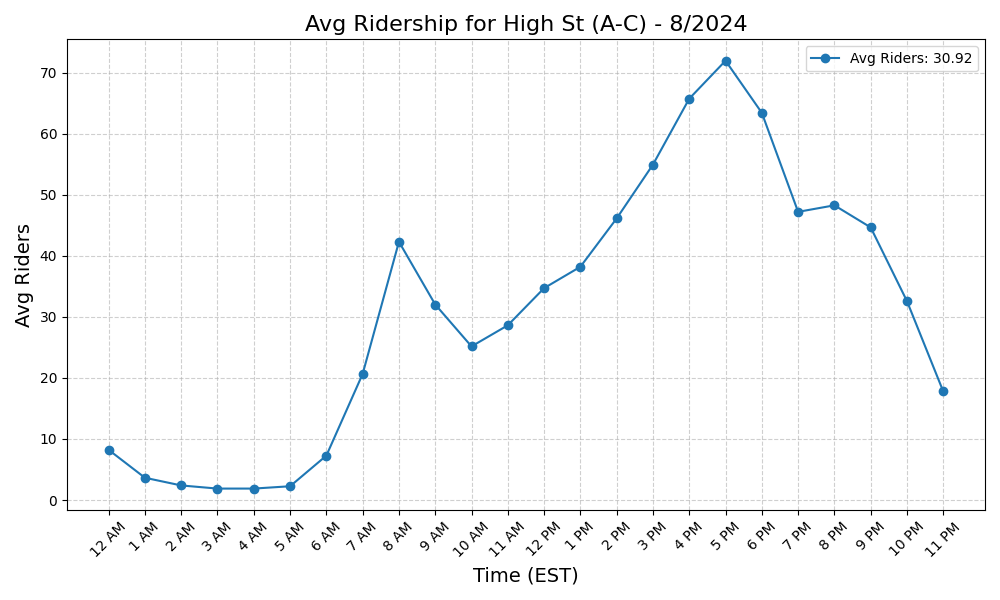 Avg Ridership for High St (A-C) - 8/2024
Avg Riders: 30.92
Avg Riders
70
60
50
40
30
20
10
0
12 AM 1 AM 2 AM 3 AM 4 AM 5 AM 6 AM 7 AM 8 AM 9 AM 10 AM 11 AM 12 PM 1 PM 2 PM 3 PM 4 PM 5 PM 6 PM 7 PM 8 PM 9 PM 10 PM 11 PM
Time (EST)